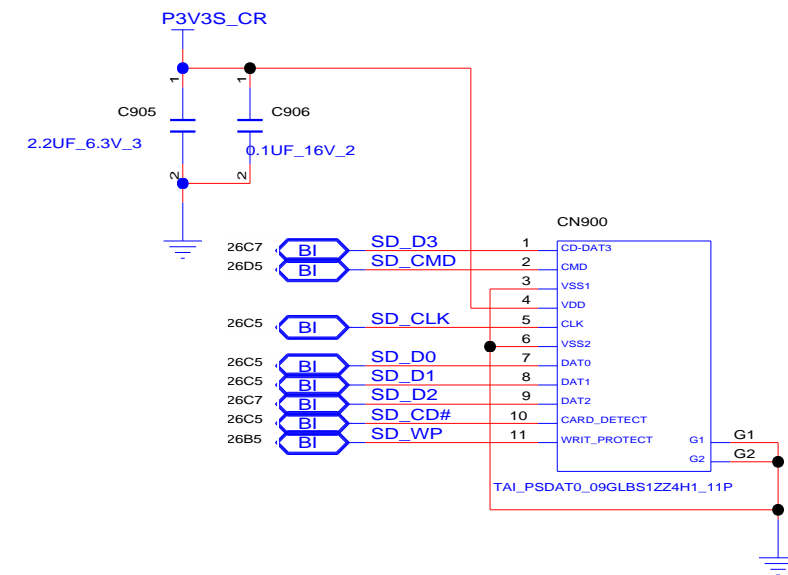 P3V3S_CR
1 1
C905 C906
2.2UF_6.3V_3 0.1UF_16V_2
2 2
CN900
26C7 BI SD_D3 1 CD-DAT3
26D5 BI SD_CMD 2 CMD
3 VSS1
4 VDD
26C5 BI SD_CLK 5 CLK
6 VSS2
26C5 BI SD_D0 7 DAT0
26C5 BI SD_D1 8 DAT1
26C7 BI SD_D2 9 DAT2
26C5 BI SD_CD# 10 CARD_DETECT
26B5 BI SD_WP 11 WRIT_PROTECT G1 G1
G2 G2
TAI_PSDAT0_09GLBS1ZZ4H1_11P